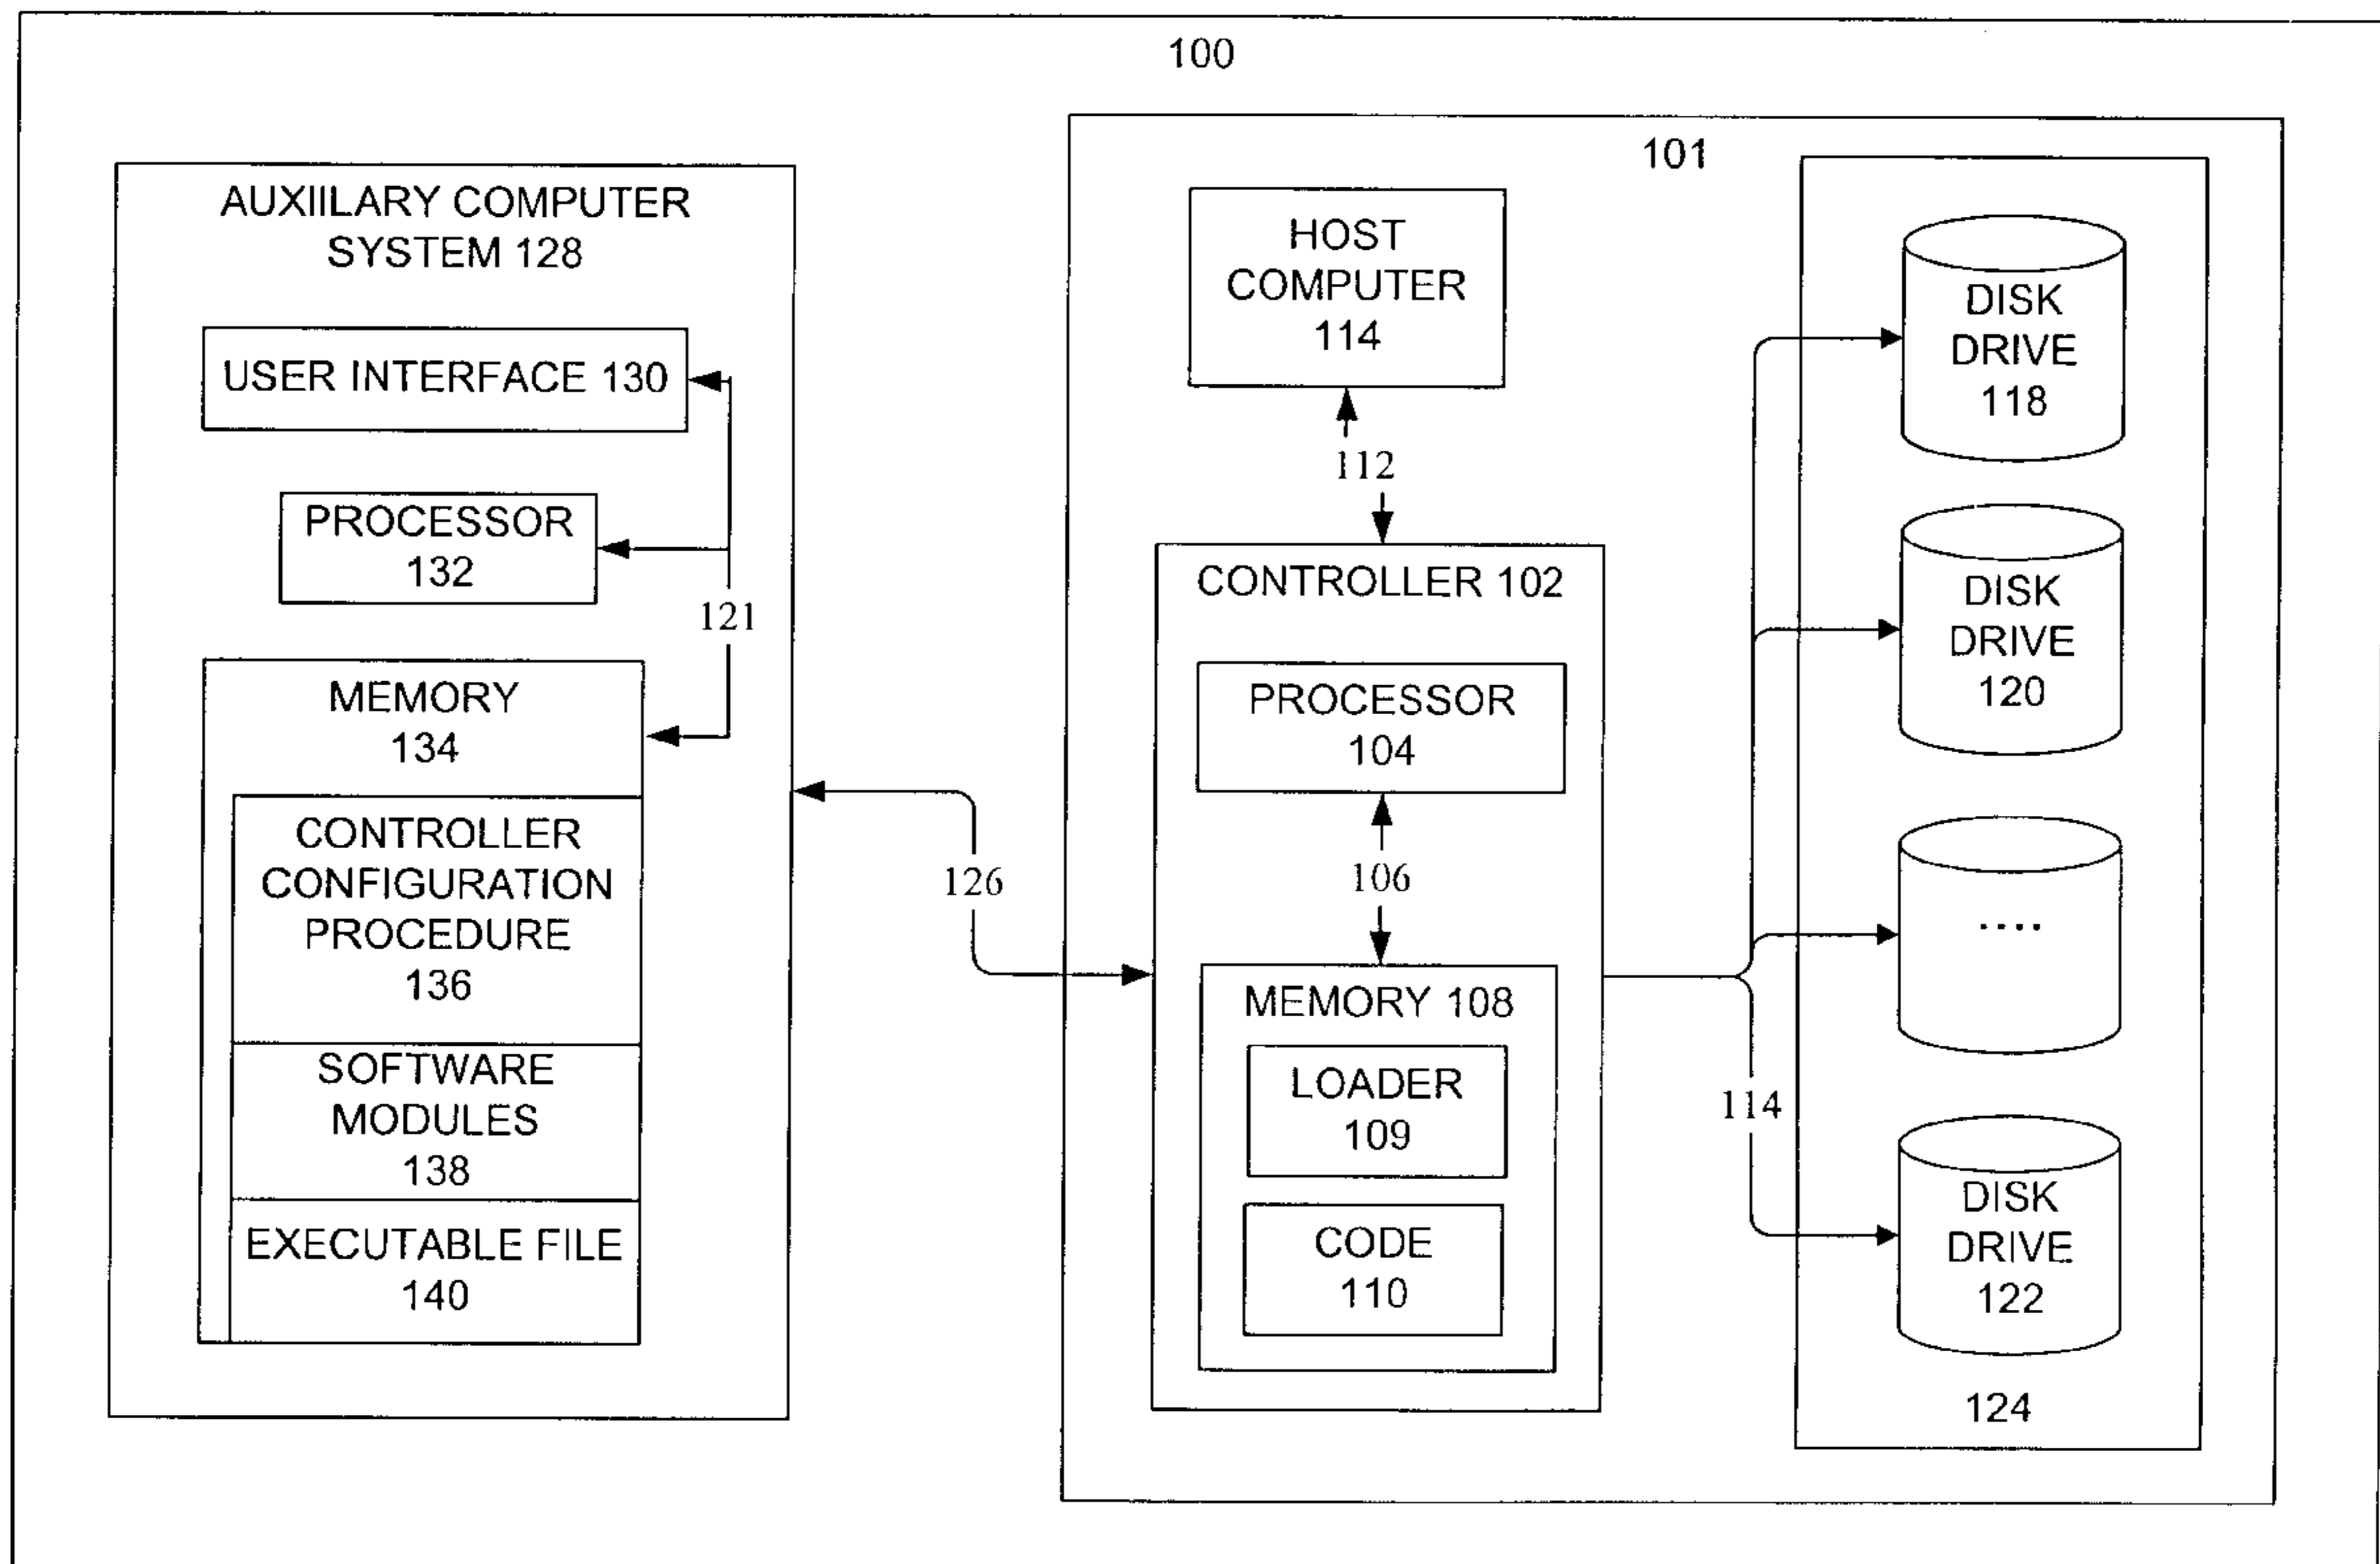 100
AUXIILARY COMPUTER
SYSTEM 128
USER INTERFACE 130
PROCESSOR
132
121
MEMORY
134
CONTROLLER
CONFIGURATION
PROCEDURE
136
SOFTWARE
MODULES
138
EXECUTABLE FILE
140
126
101
HOST
COMPUTER
114
112
CONTROLLER 102
PROCESSOR
104
106
MEMORY 108
LOADER
109
CODE
110
114
DISK
DRIVE
118
DISK
DRIVE
120
....
DISK
DRIVE
122
124